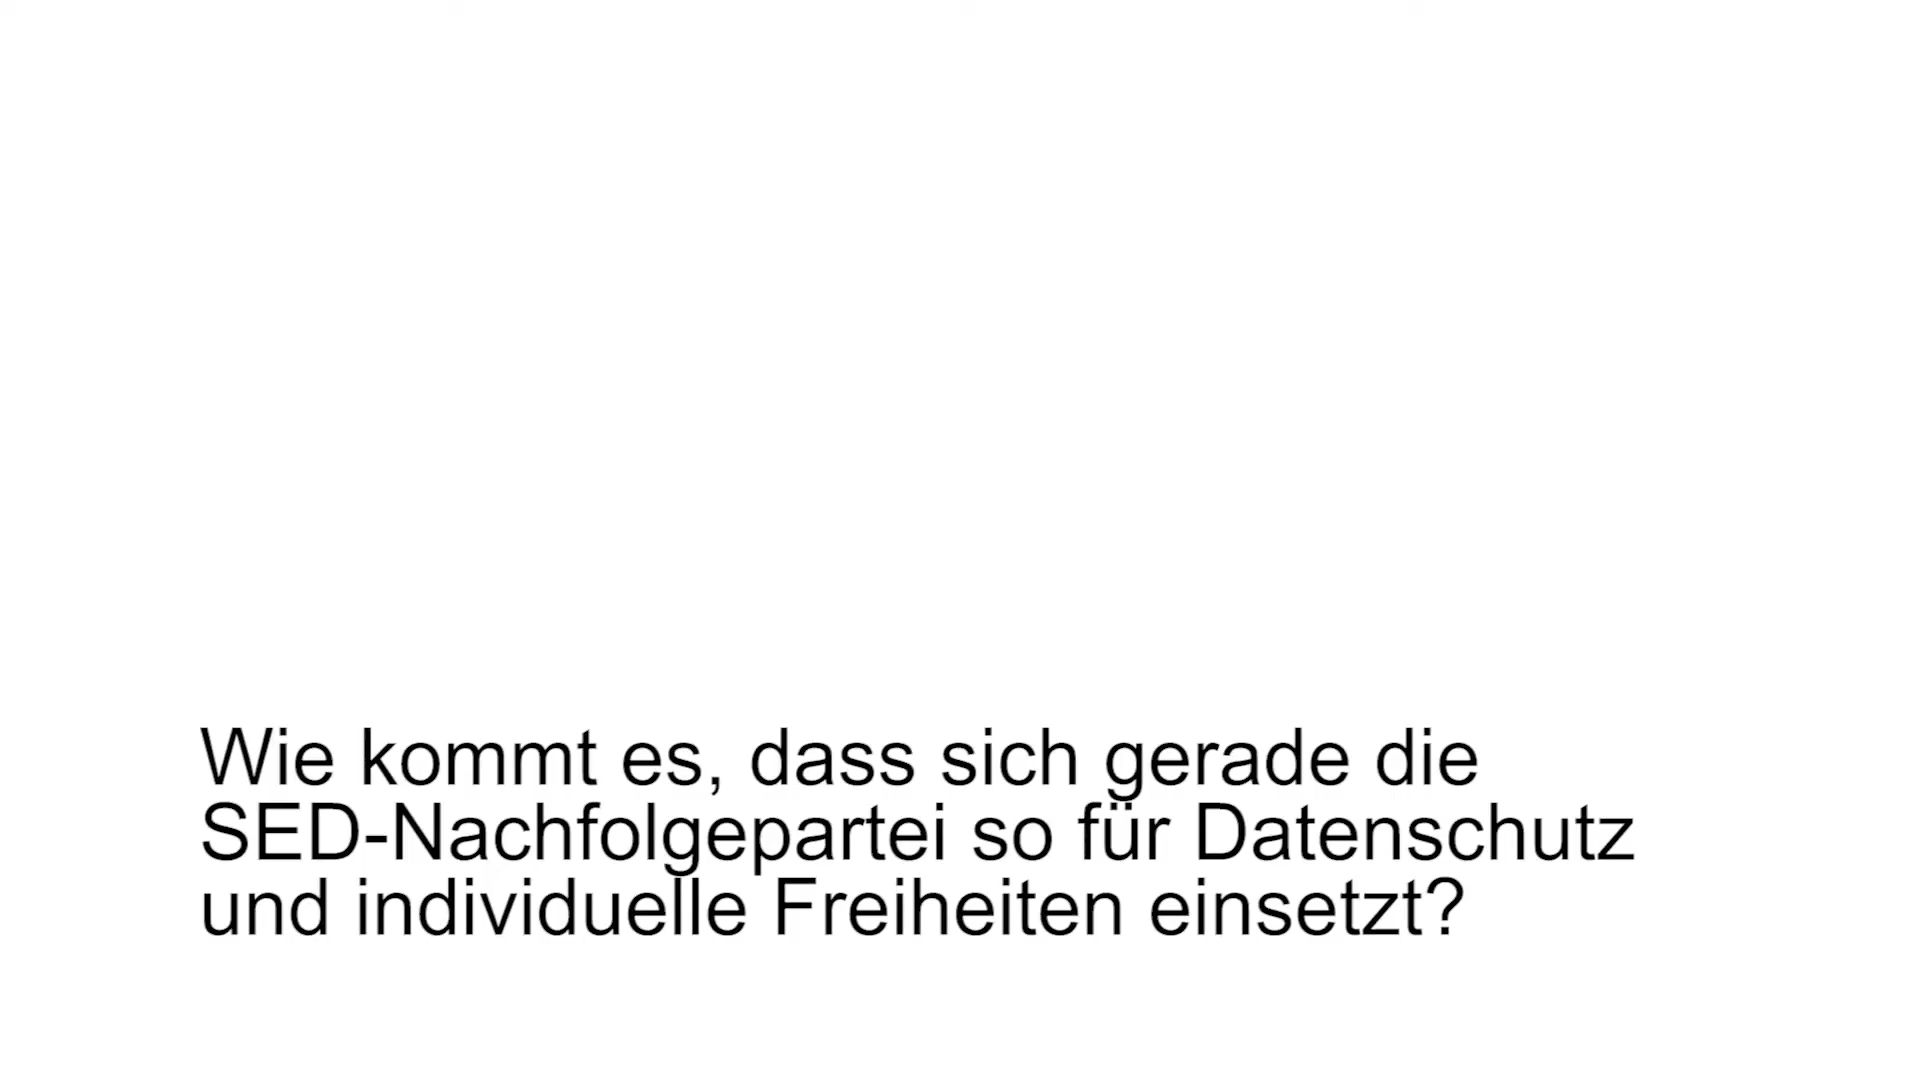 Wie kommt es, dass sich gerade die
SED-Nachfolgepartei so für Datenschutz
und individuelle Freiheiten einsetzt?